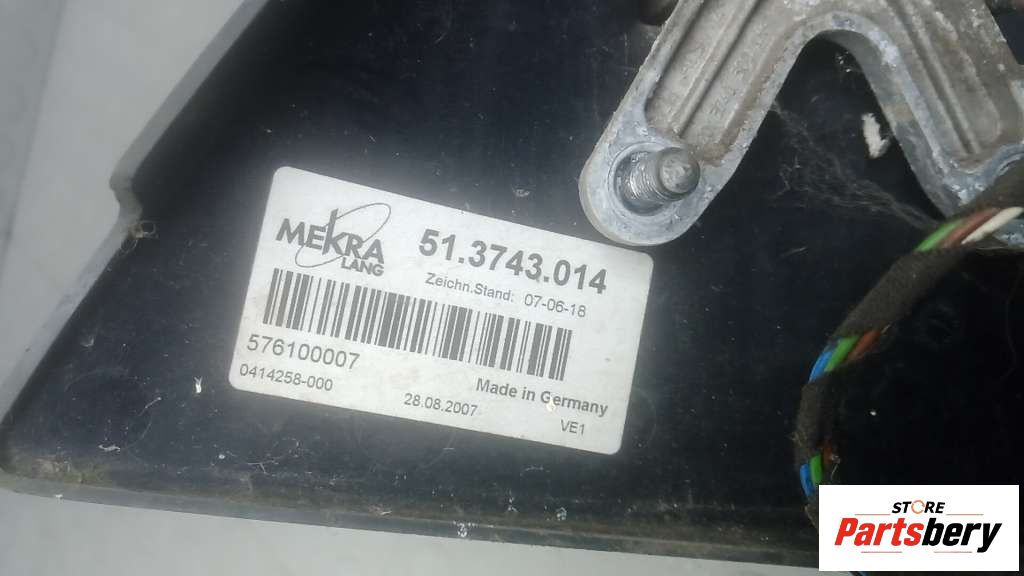 MEKRA
LANG
51.3743.014
Zeichn.Stand: 07-06-18
576100007
0414258-000
Made in Germany
28.08.2007
VE1
STORE
Partsbery